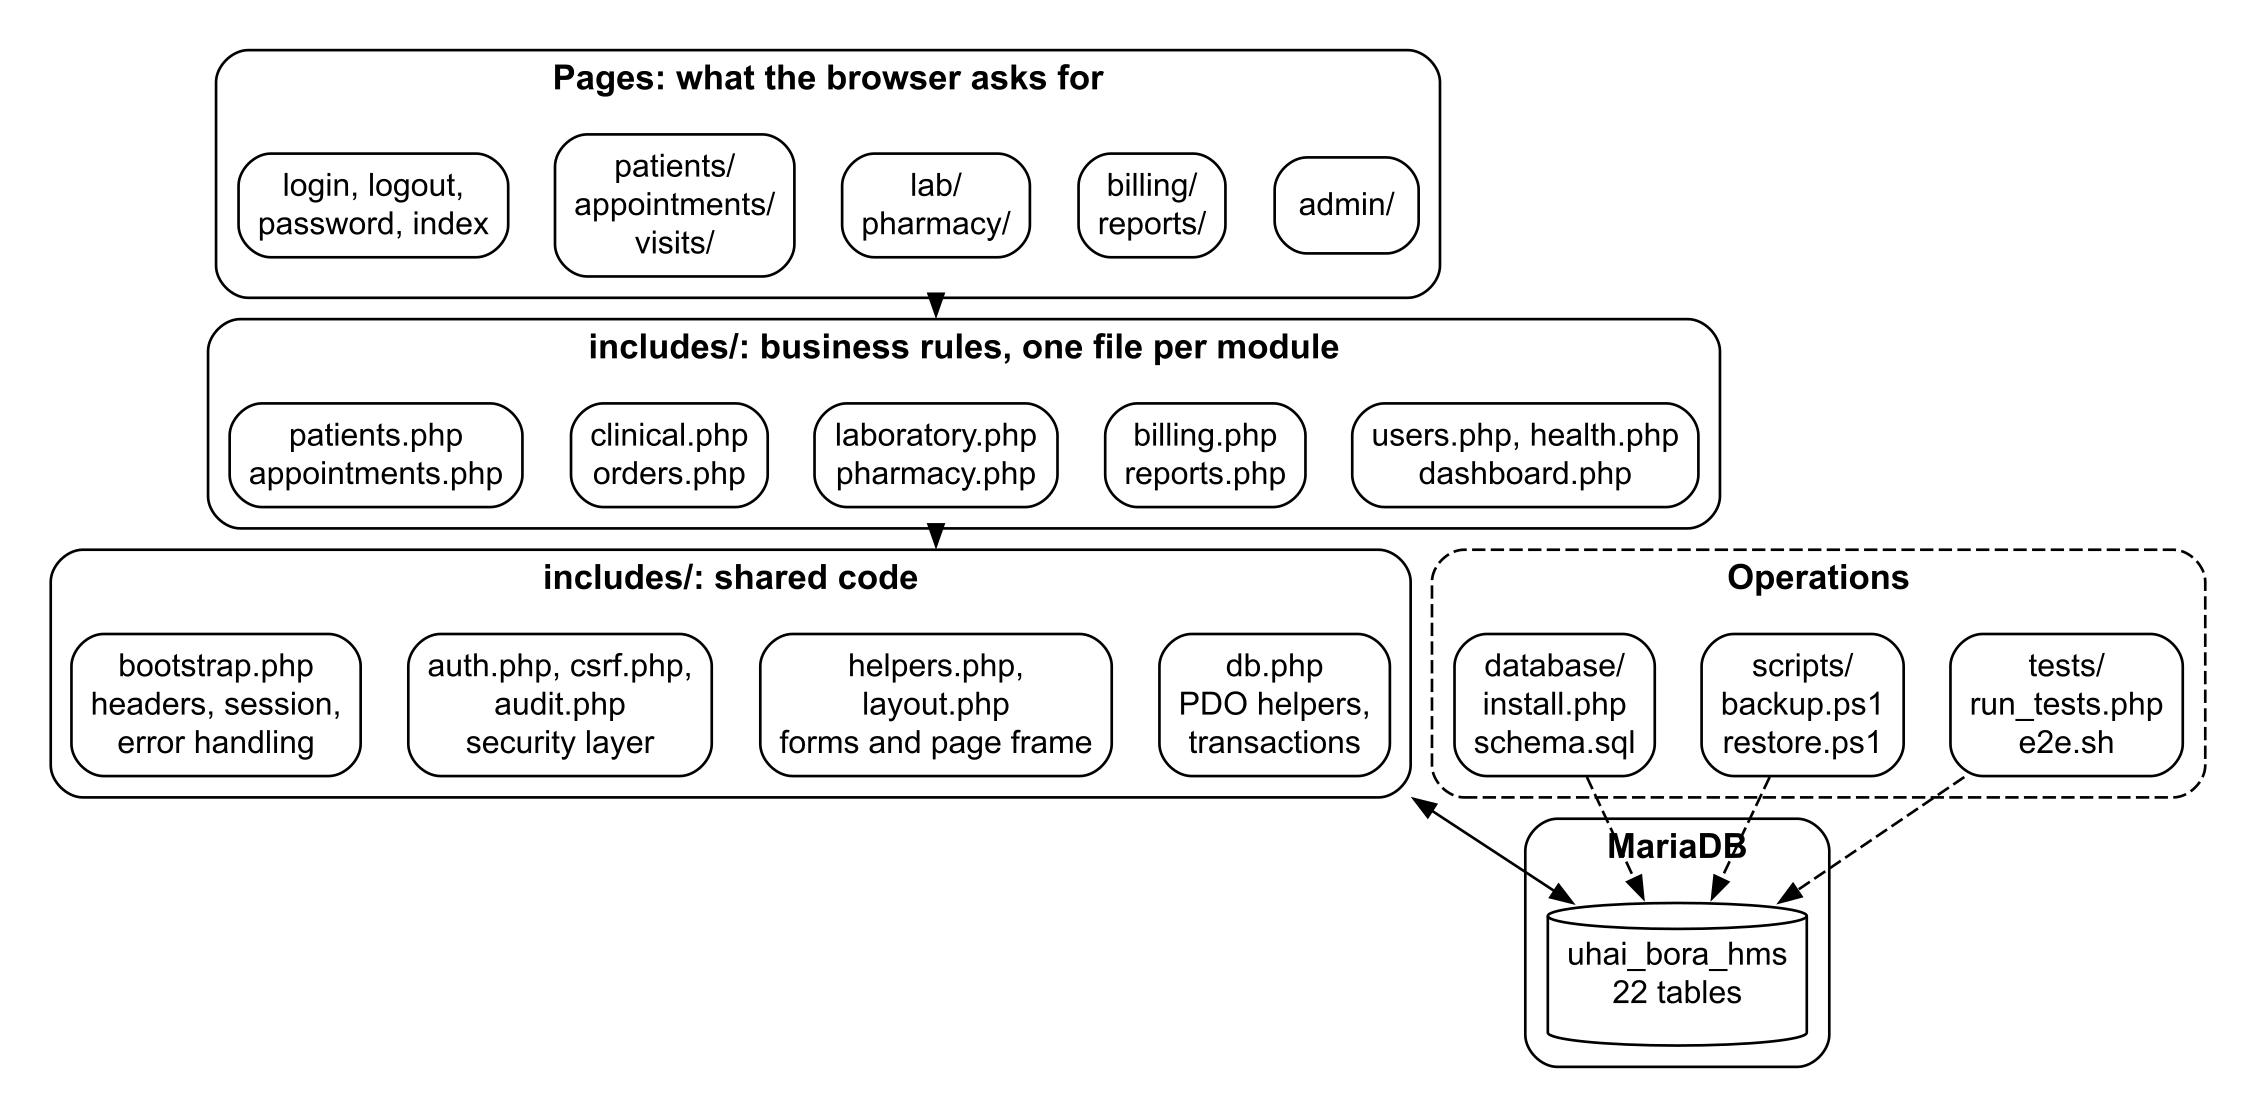 Pages: what the browser asks for
login, logout,
password, index
patients/
appointments/
visits/
lab/
pharmacy/
billing/
reports/
admin/
includes/: business rules, one file per module
patients.php
appointments.php
clinical.php
orders.php
laboratory.php
pharmacy.php
billing.php
reports.php
users.php, health.php
dashboard.php
includes/: shared code
bootstrap.php
headers, session,
error handling
auth.php, csrf.php,
audit.php
security layer
helpers.php,
layout.php
forms and page frame
db.php
PDO helpers,
transactions
Operations
database/
install.php
schema.sql
scripts/
backup.ps1
restore.ps1
tests/
run_tests.php
e2e.sh
MariaDB
uhai_bora_hms
22 tables